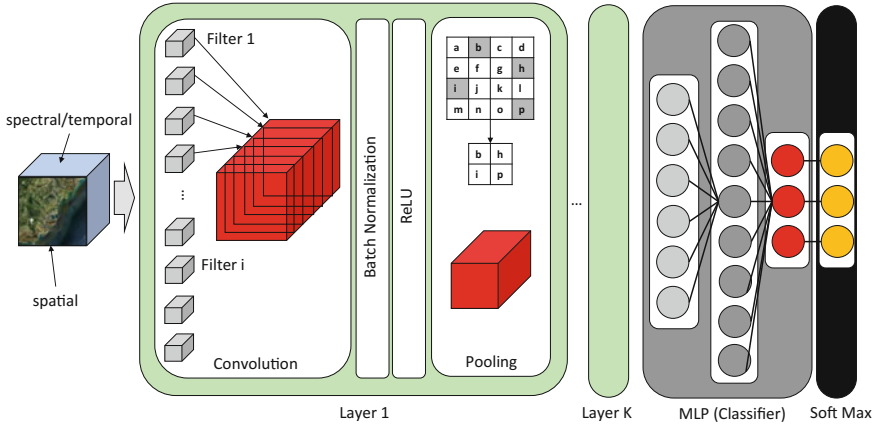 spectral/temporal
spatial
Filter 1
...
Filter i
Convolution
Batch Normalization
ReLU
a b c d
e f g h
i j k l
m n o p
b h
i p
Pooling
...
Layer 1
Layer K
MLP (Classifier)
Soft Max